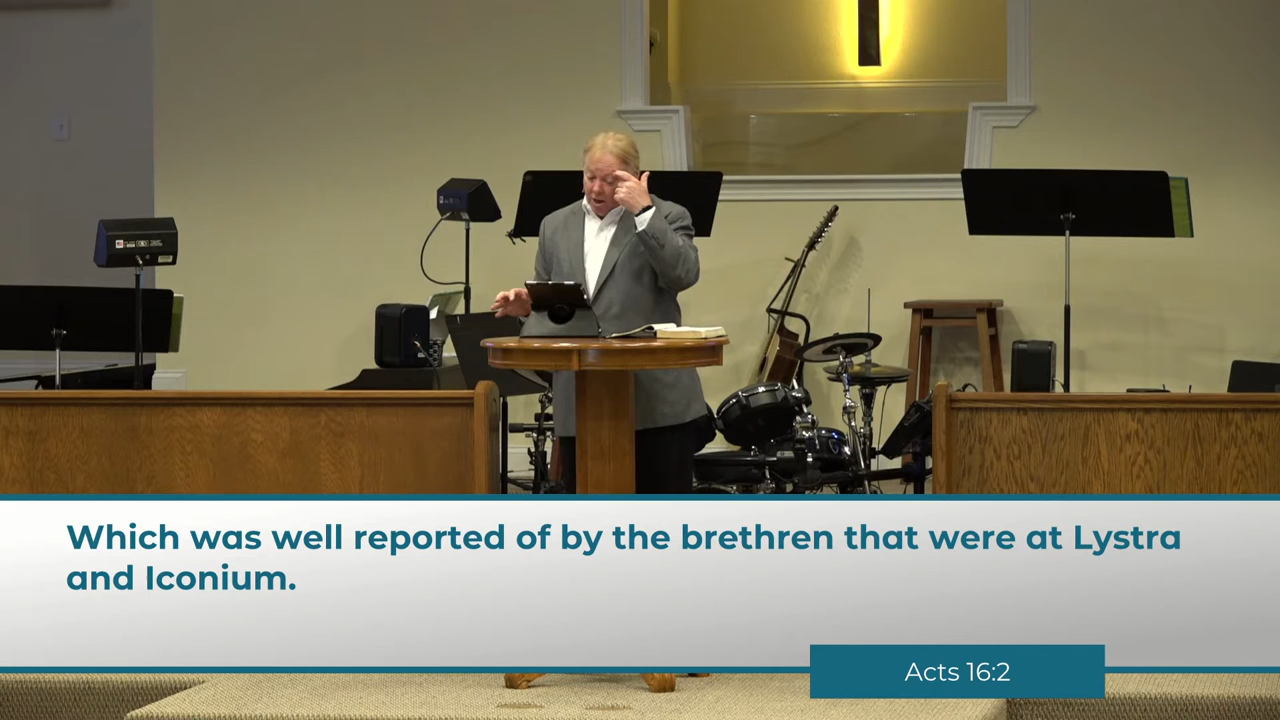 Which was well reported of by the brethren that were at Lystra
and Iconium.
Acts 16:2